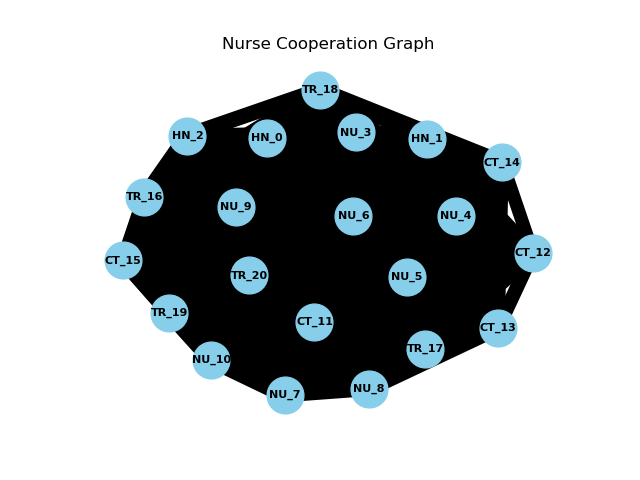 Nurse Cooperation Graph
TR_18
HN_2
HN_0
NU_3
HN_1
CT_14
TR_16
NU_9
NU_6
NU_4
CT_15
TR_20
NU_5
CT_12
TR_19
CT_11
CT_13
NU_10
TR_17
NU_7
NU_8